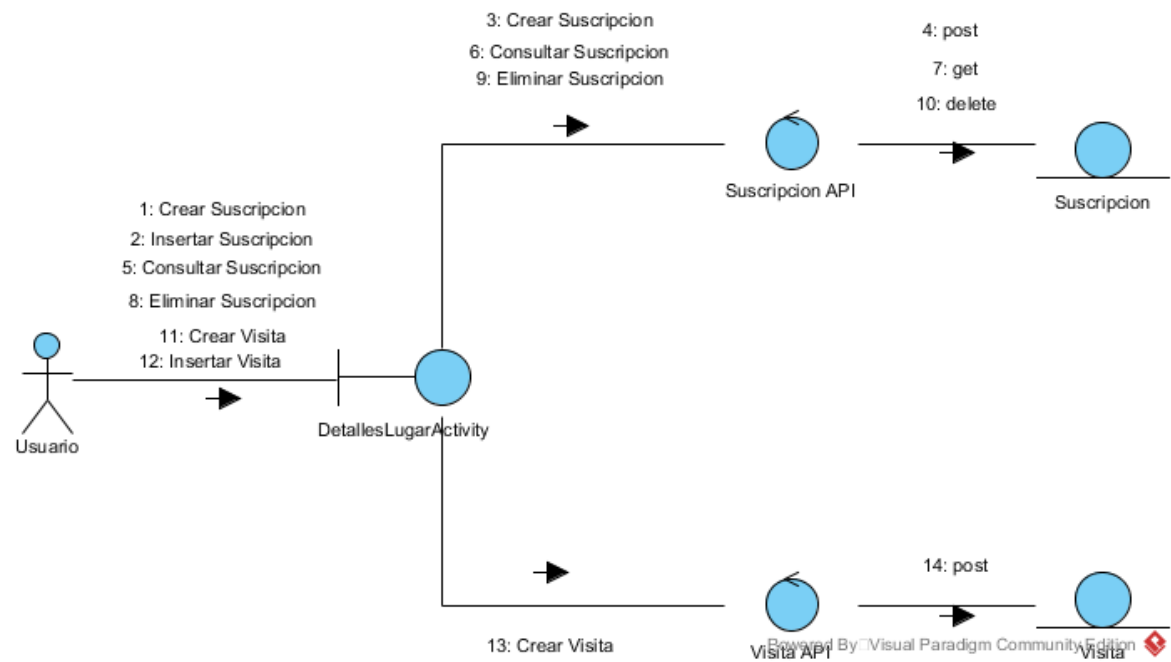 3: Crear Suscripcion
6: Consultar Suscripcion
9: Eliminar Suscripcion
4: post
7: get
10: delete
Suscripcion API
Suscripcion
1: Crear Suscripcion
2: Insertar Suscripcion
5: Consultar Suscripcion
8: Eliminar Suscripcion
11: Crear Visita
12: Insertar Visita
Usuario
DetallesLugarActivity
14: post
13: Crear Visita
Visita API
Visita
Powered By Visual Paradigm Community Edition